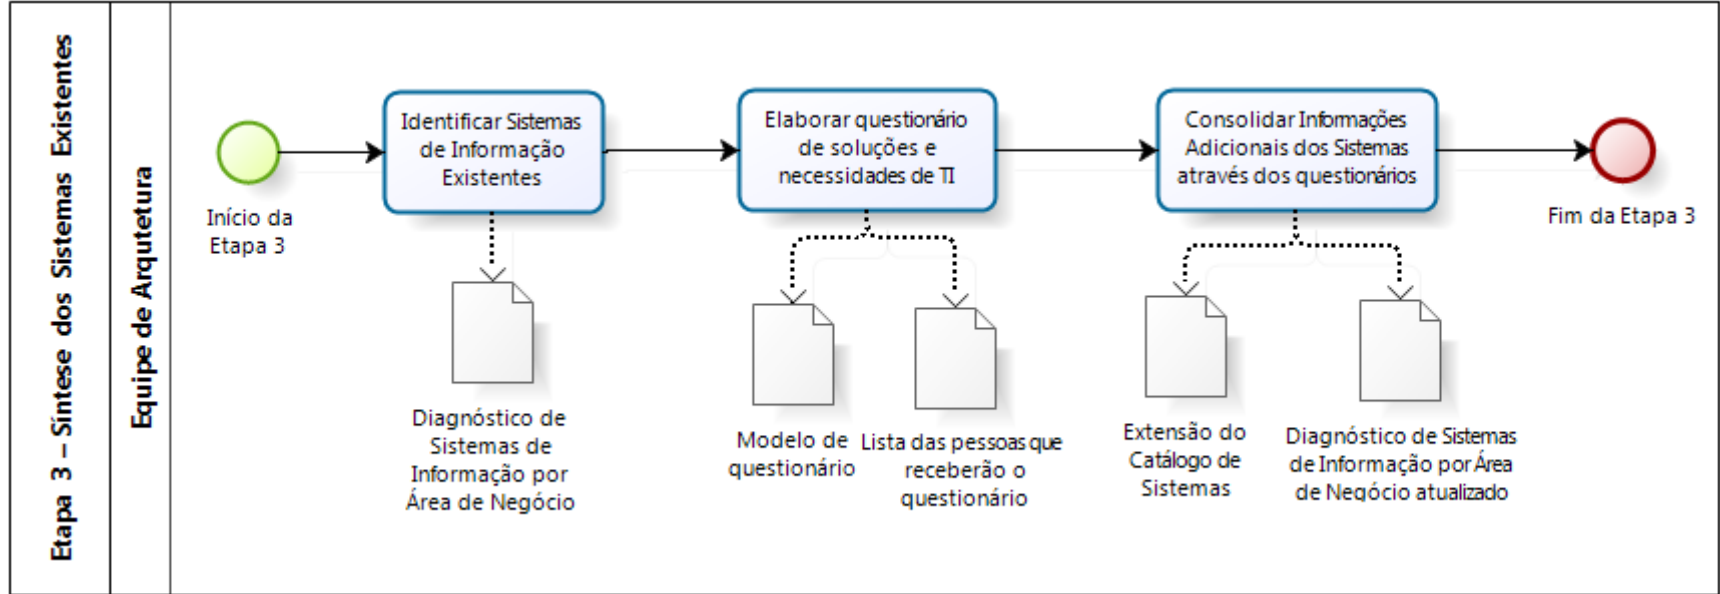 Etapa 3 – Síntese dos Sistemas Existentes
Equipe de Arqutetura
Início da
Etapa 3
Identificar Sistemas
de Informação
Existentes
Elaborar questionário
de soluções e
necessidades de TI
Consolidar Informações
Adicionais dos Sistemas
através dos questionários
Fim da Etapa 3
Diagnóstico de
Sistemas de
Informação por
Área de Negócio
Modelo de
questionário
Lista das pessoas que
receberão o
questionário
Extensão do
Catálogo de
Sistemas
Diagnóstico de Sistemas
de Informação por Área
de Negócio atualizado